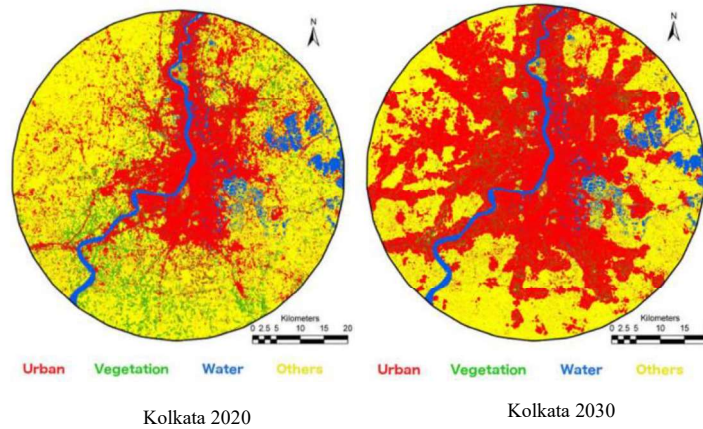 N
N
Kilometers
0 2.5 5 10 15 20
Kilometers
0 2.5 5 10 15
Urban Vegetation Water Others
Urban Vegetation Water Others
Kolkata 2020
Kolkata 2030